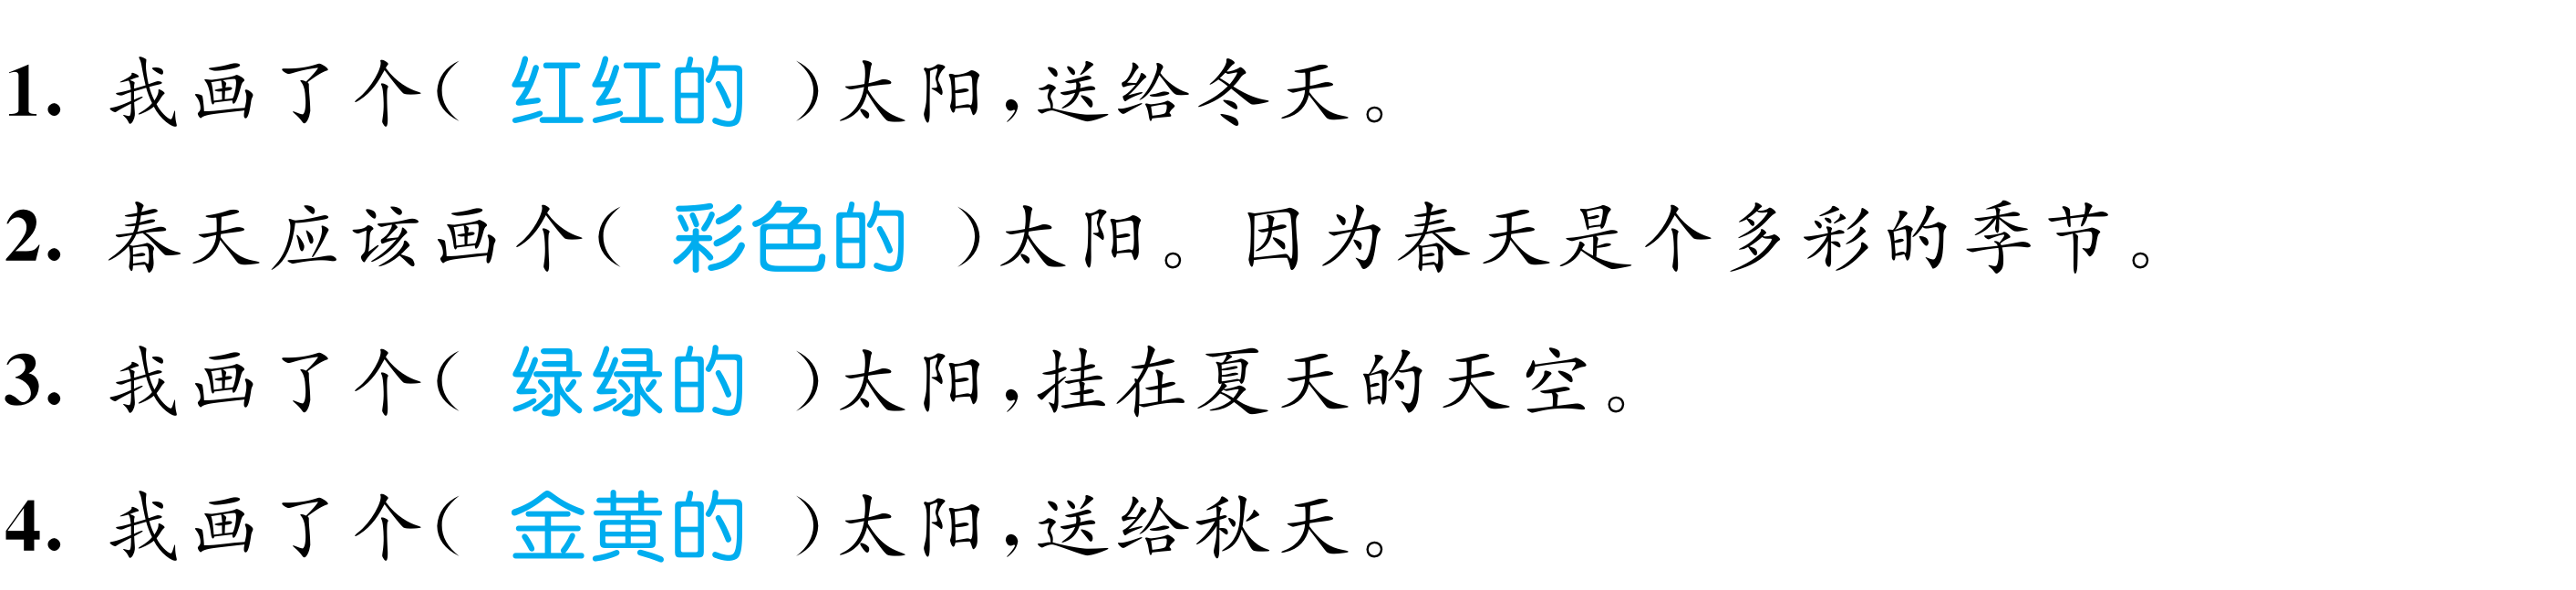 1. 我画了个( 红红的 )太阳,送给冬天。
2. 春天应该画个( 彩色的 )太阳。因为春天是个多彩的季节。
3. 我画了个( 绿绿的 )太阳,挂在夏天的天空。
4. 我画了个( 金黄的 )太阳,送给秋天。